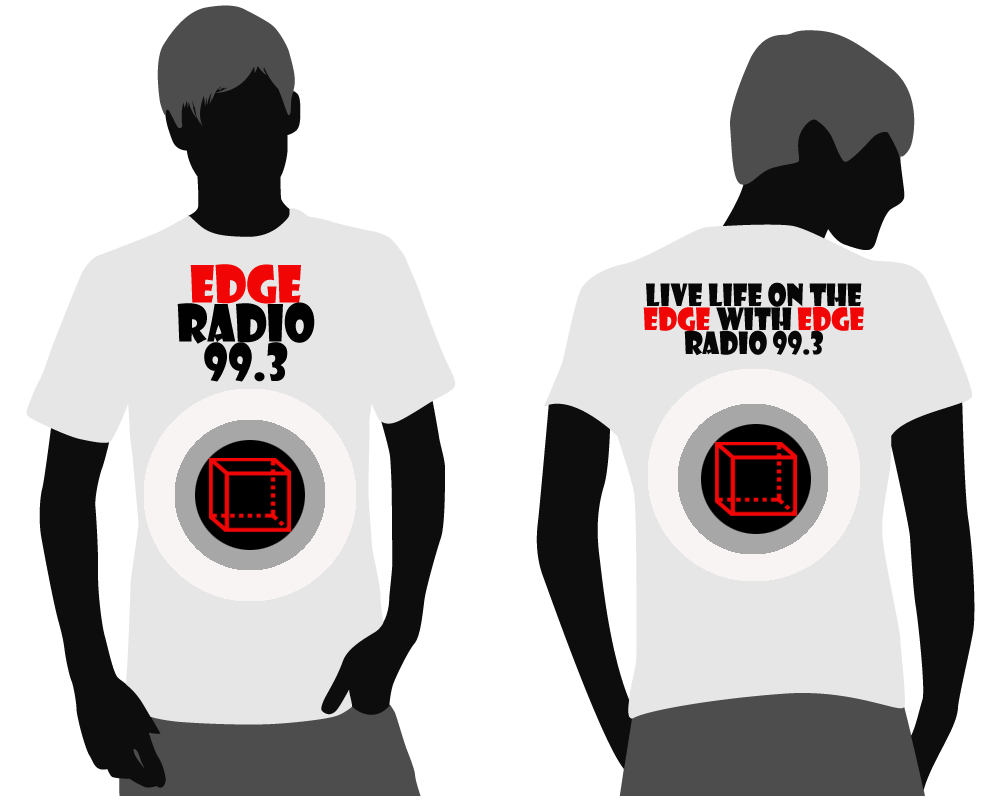 EDGE
RADIO
99.3
LIVE LIFE ON THE
EDGE WITH EDGE
RADIO 99.3